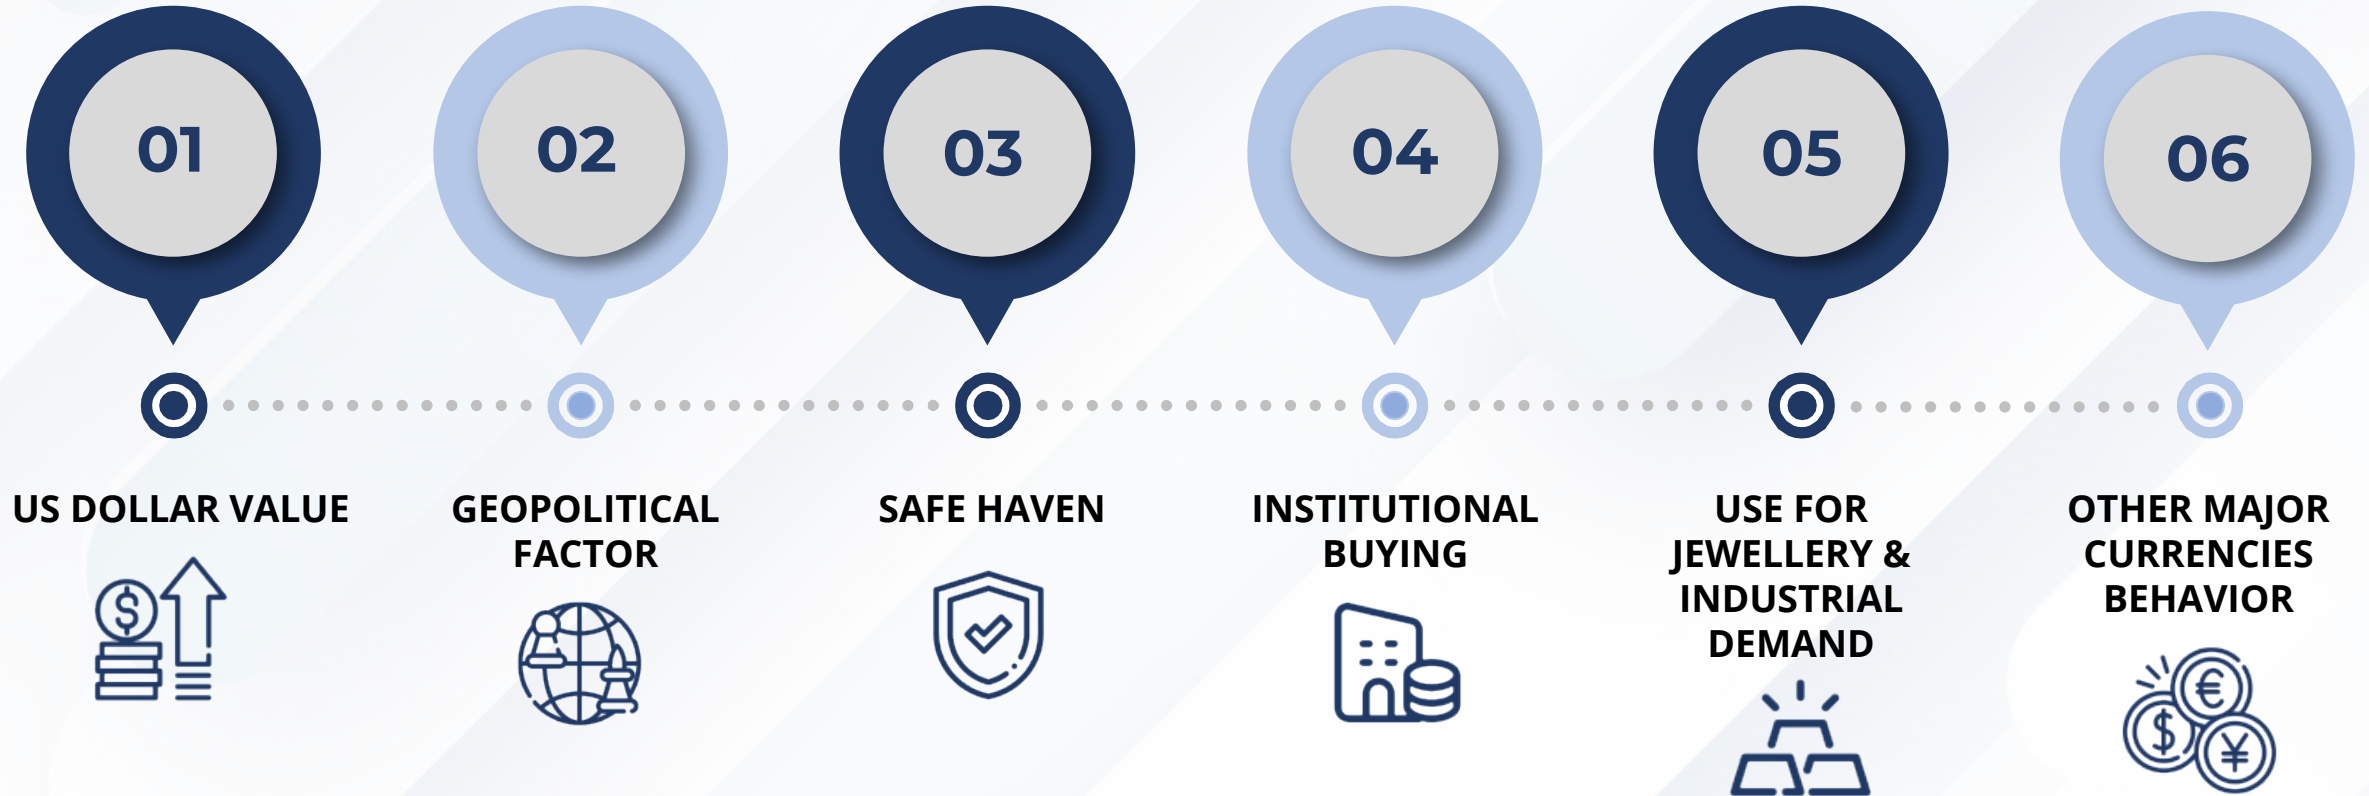 01
02
03
04
05
06
US DOLLAR VALUE
GEOPOLITICAL
FACTOR
SAFE HAVEN
INSTITUTIONAL
BUYING
USE FOR
JEWELLERY &
INDUSTRIAL
DEMAND
OTHER MAJOR
CURRENCIES
BEHAVIOR
$
€
$
¥